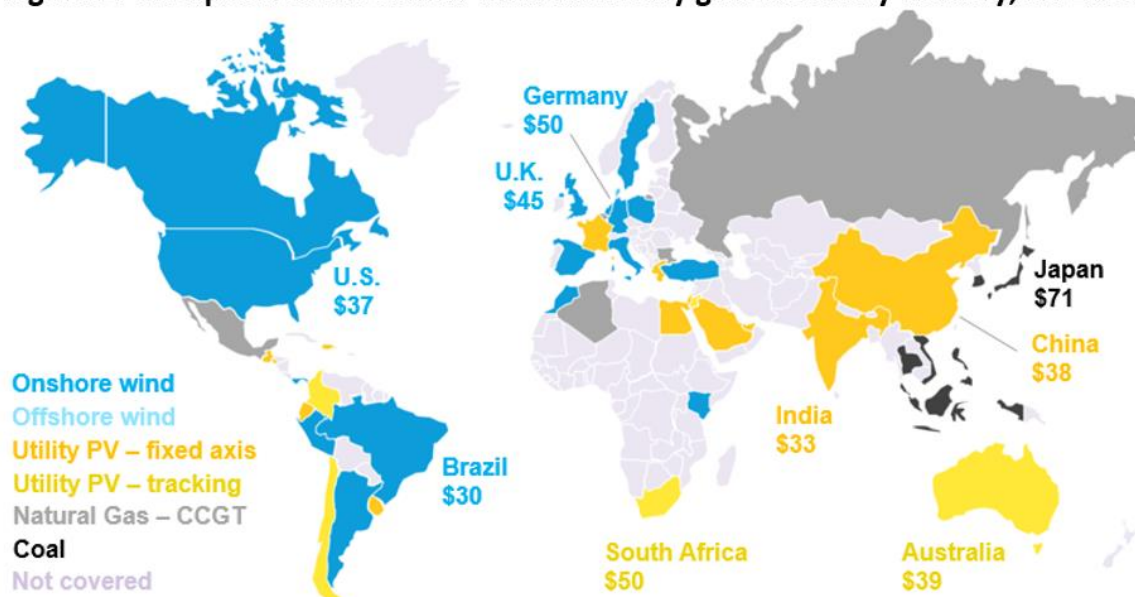 Germany
$50
U.K.
$45
U.S.
$37
Japan
$71
China
$38
India
$33
Brazil
$30
South Africa
$50
Australia
$39
Onshore wind
Offshore wind
Utility PV – fixed axis
Utility PV – tracking
Natural Gas – CCGT
Coal
Not covered